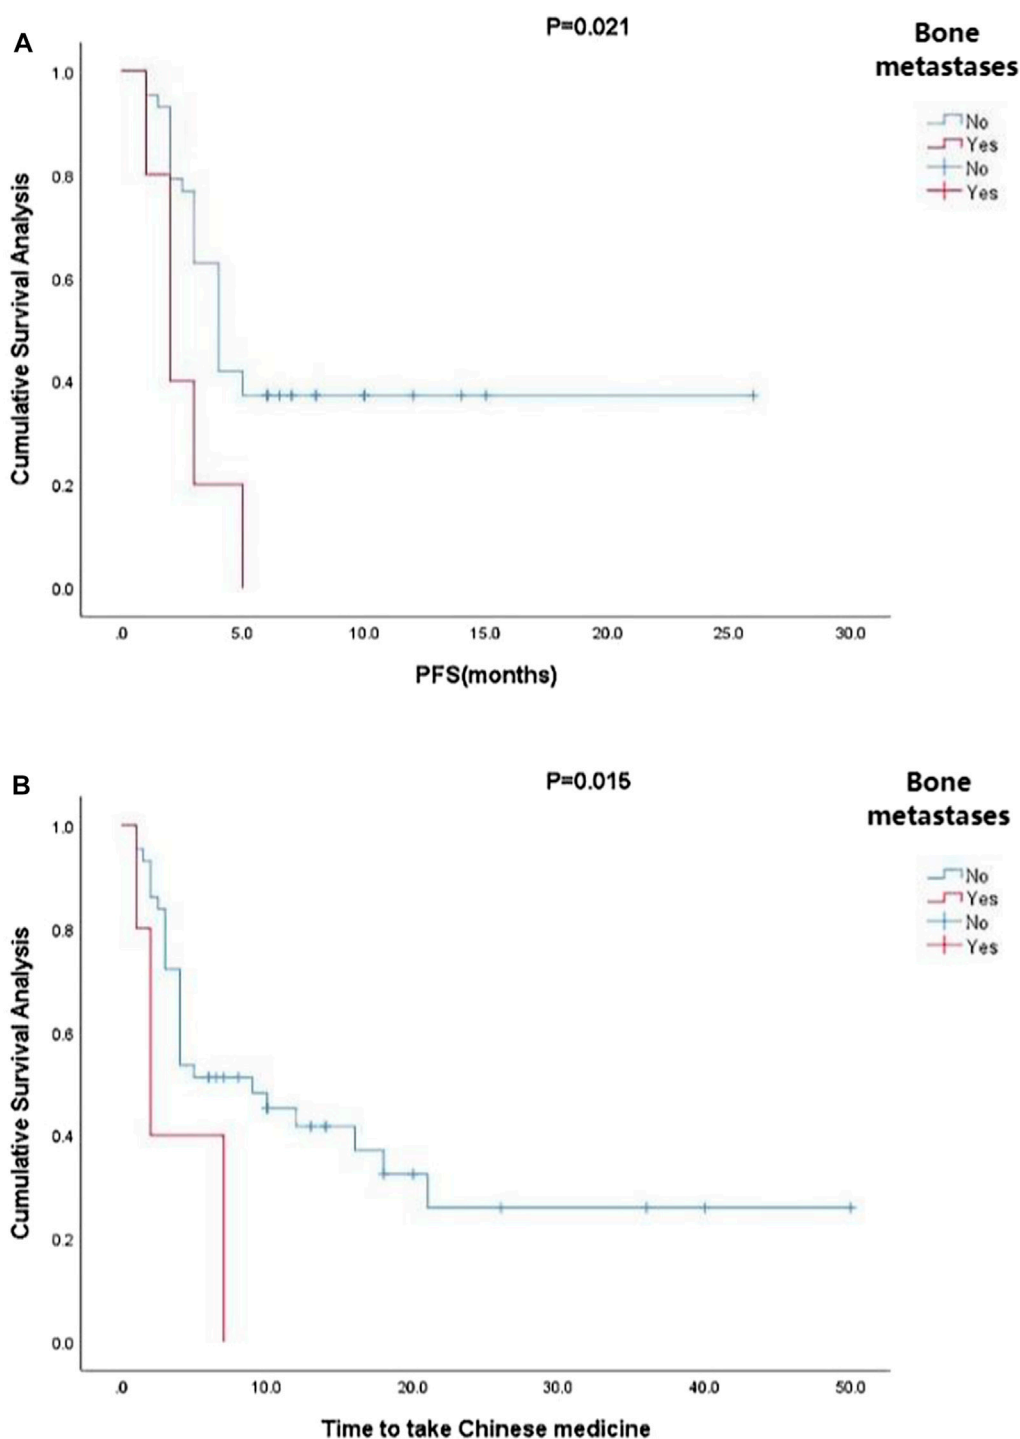 A
P=0.021
Bone
metastases
No
Yes
No
Yes
Cumulative Survival Analysis
1.0
0.8
0.6
0.4
0.2
0.0
.0 5.0 10.0 15.0 20.0 25.0 30.0
PFS(months)
B
P=0.015
Bone
metastases
No
Yes
No
Yes
Cumulative Survival Analysis
1.0
0.8
0.6
0.4
0.2
0.0
.0 10.0 20.0 30.0 40.0 50.0
Time to take Chinese medicine